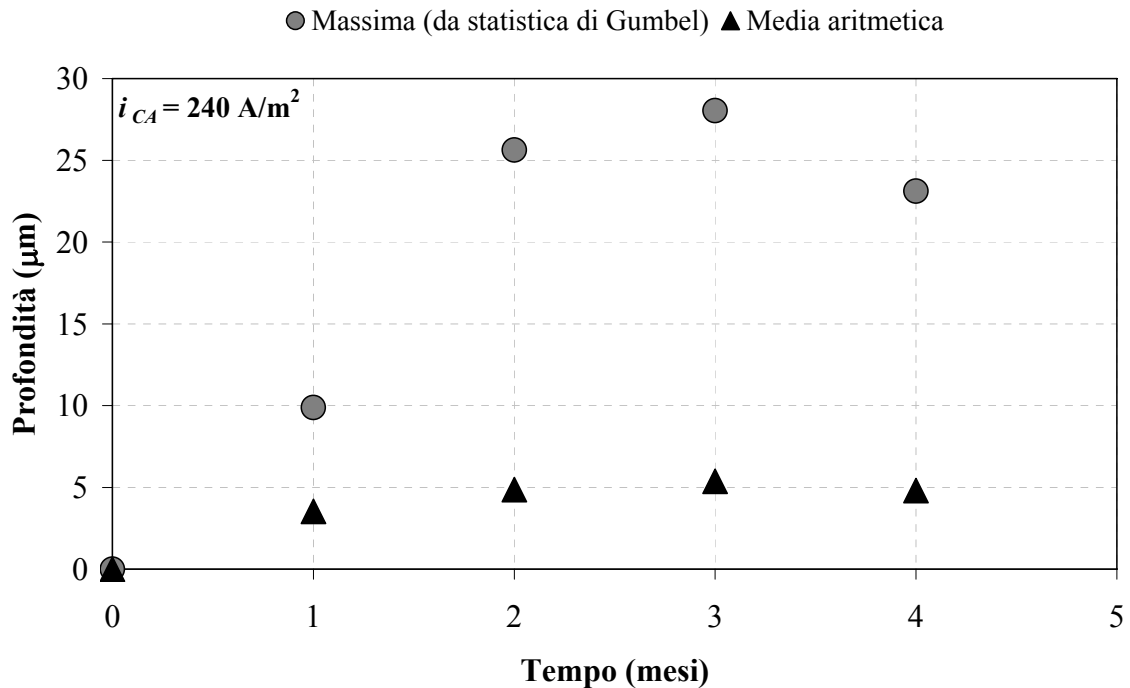 Massima (da statistica di Gumbel) Media aritmetica
i CA = 240 A/m²
30
25
20
15
10
5
0
Profondità (μm)
0 1 2 3 4 5
Tempo (mesi)